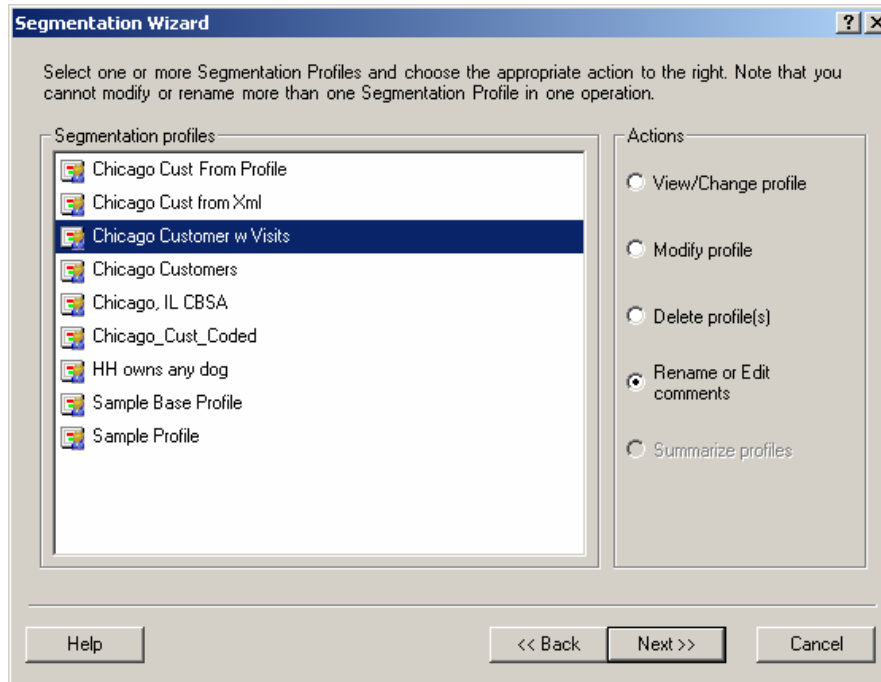 Segmentation Wizard
Select one or more Segmentation Profiles and choose the appropriate action to the right. Note that you
cannot modify or rename more than one Segmentation Profile in one operation.
Segmentation profiles
Chicago Cust From Profile
Chicago Cust from Xml
Chicago Customer w Visits
Chicago Customers
Chicago, IL CBSA
Chicago_Cust_Coded
HH owns any dog
Sample Base Profile
Sample Profile
Actions
View/Change profile
Modify profile
Delete profile(s)
Rename or Edit
comments
Summarize profiles
Help
<< Back
Next >>
Cancel